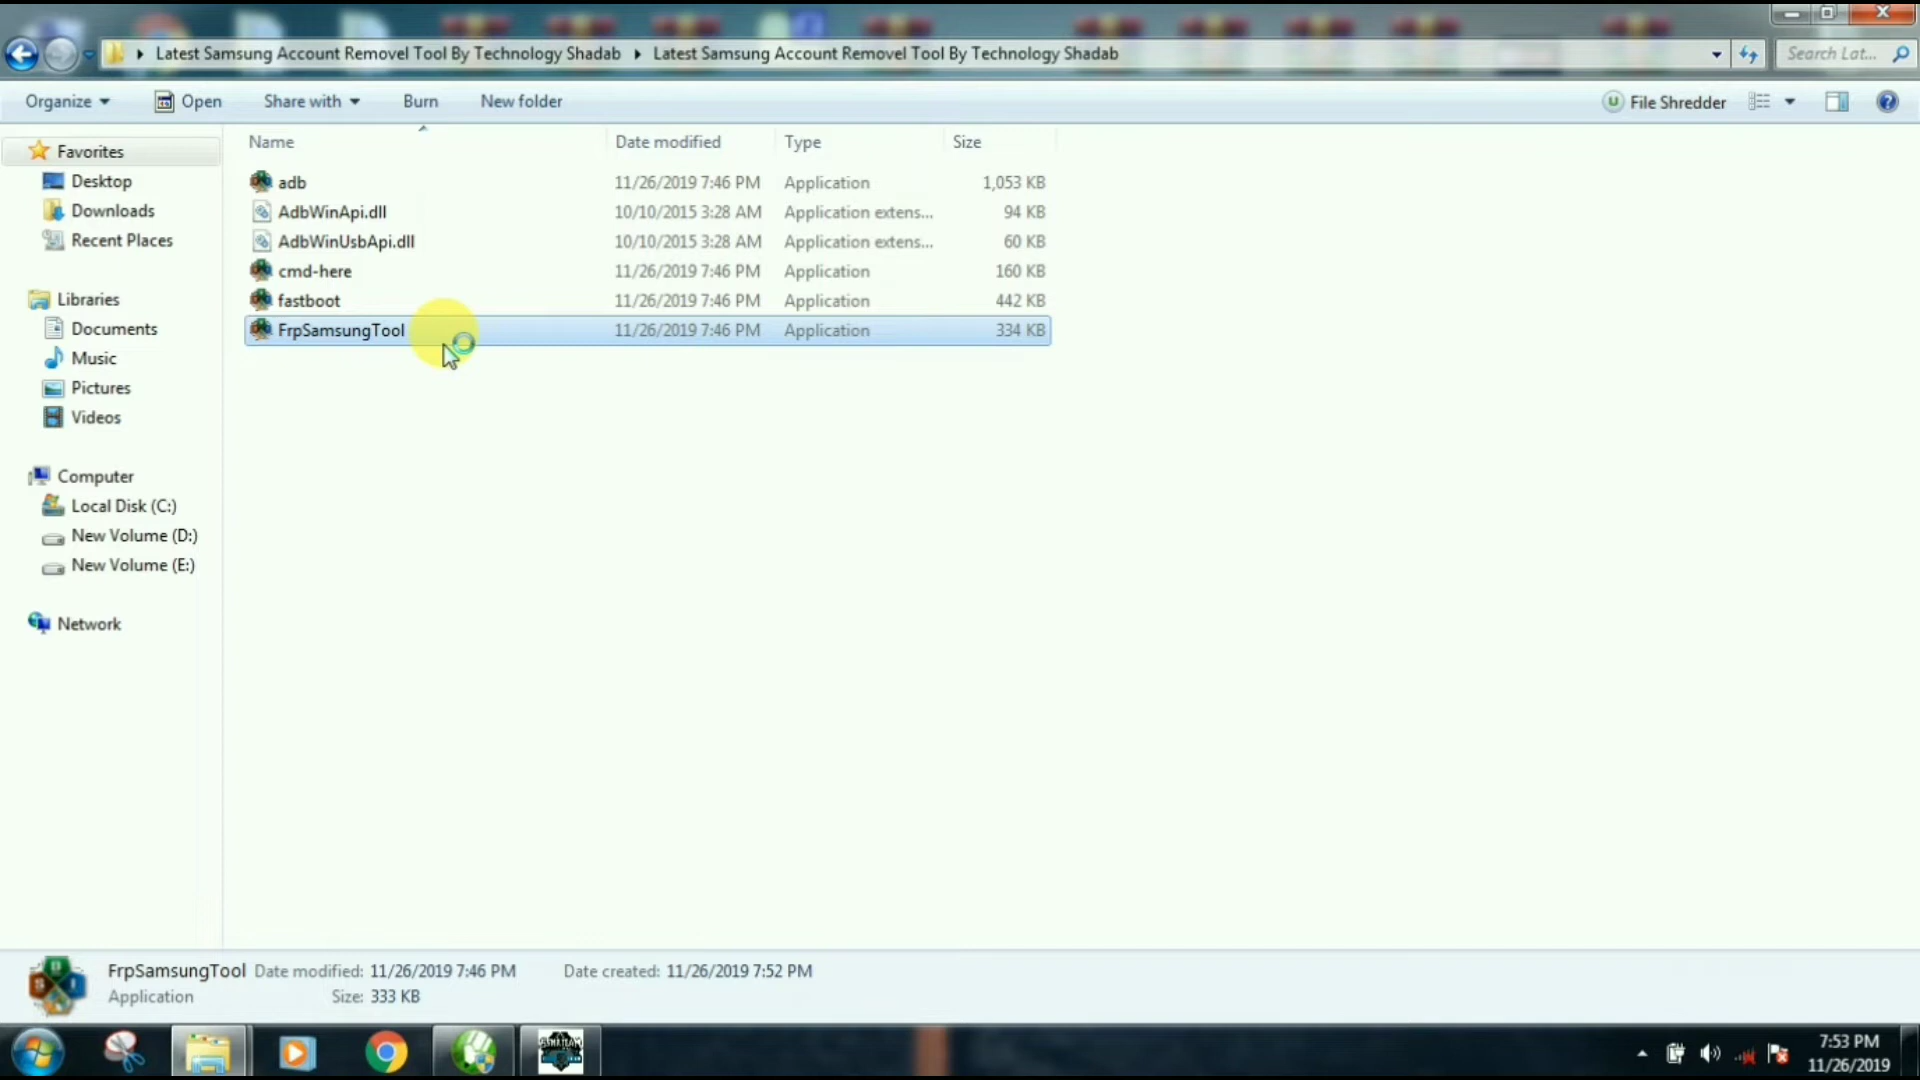 Latest Samsung Account Removel Tool By Technology Shadab Latest Samsung Account Removel Tool By Technology Shadab Search Lat...
Organize Open Share with Burn New folder File Shredder
Name Date modified Type Size
Favorites
Desktop
Downloads
Recent Places
Libraries
Documents
Music
Pictures
Videos
Computer
Local Disk (C:)
New Volume (D:)
New Volume (E:)
Network
adb 11/26/2019 7:46 PM Application 1,053 KB
AdbWinApi.dll 10/10/2015 3:28 AM Application extens... 94 KB
AdbWinUsbApi.dll 10/10/2015 3:28 AM Application extens... 60 KB
cmd-here 11/26/2019 7:46 PM Application 160 KB
fastboot 11/26/2019 7:46 PM Application 442 KB
FrpSamsungTool 11/26/2019 7:46 PM Application 334 KB
FrpSamsungTool Date modified: 11/26/2019 7:46 PM Date created: 11/26/2019 7:52 PM
Application Size: 333 KB
7:53 PM
11/26/2019